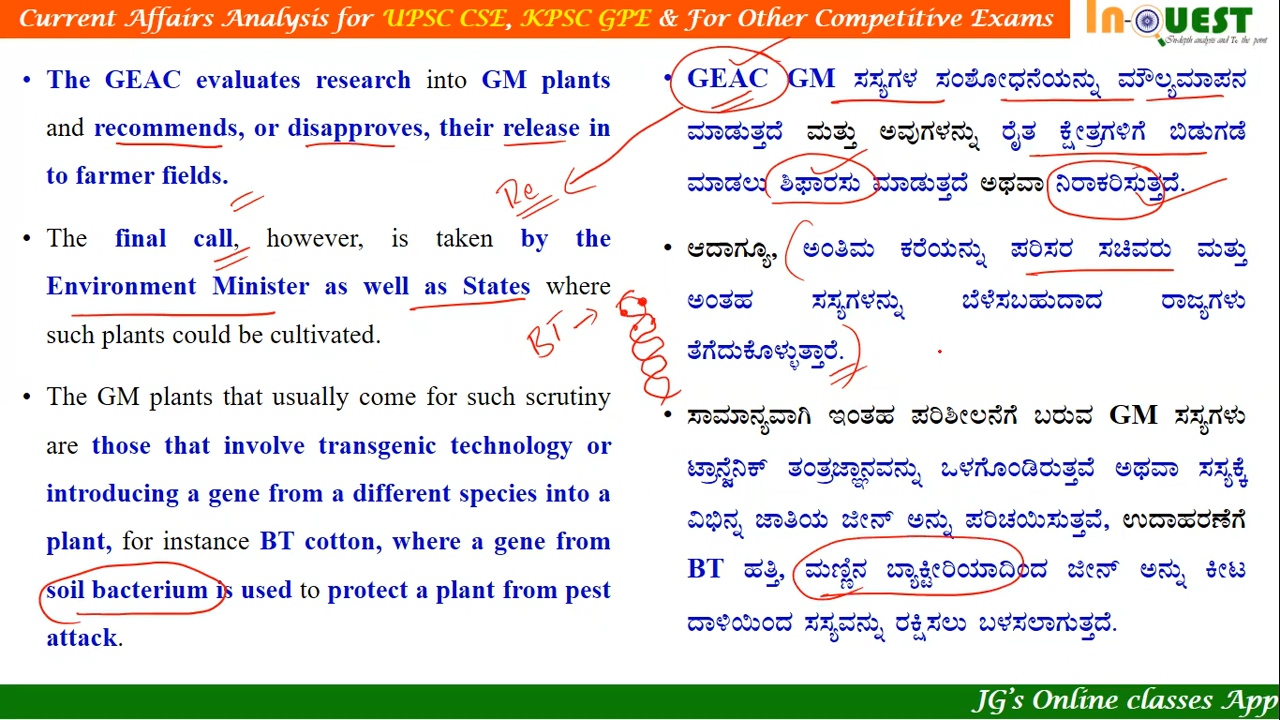 Current Affairs Analysis for UPSC CSE, KPSC GPE & For Other Competitive Exams
In-QUEST
In-depth analysis and To the point
• The GEAC evaluates research into GM plants
and recommends, or disapproves, their release in
to farmer fields.
• The final call, however, is taken by the
Environment Minister as well as States where
such plants could be cultivated.
• The GM plants that usually come for such scrutiny
are those that involve transgenic technology or
introducing a gene from a different species into a
plant, for instance BT cotton, where a gene from
soil bacterium is used to protect a plant from pest
attack.
Re
BT →
• GEAC GM ಸಸ್ಯಗಳ ಸಂಶೋಧನೆಯನ್ನು ಮೌಲ್ಯಮಾಪನ
ಮಾಡುತ್ತದೆ ಮತ್ತು ಅವುಗಳನ್ನು ರೈತ ಕ್ಷೇತ್ರಗಳಿಗೆ ಬಿಡುಗಡೆ
ಮಾಡಲು ಶಿಫಾರಸು ಮಾಡುತ್ತದೆ ಅಥವಾ ನಿರಾಕರಿಸುತ್ತದೆ.
• ಆದಾಗ್ಯೂ, ಅಂತಿಮ ಕರೆಯನ್ನು ಪರಿಸರ ಸಚಿವರು ಮತ್ತು
ಅಂತಹ ಸಸ್ಯಗಳನ್ನು ಬೆಳೆಸಬಹುದಾದ ರಾಜ್ಯಗಳು
ತೆಗೆದುಕೊಳ್ಳುತ್ತಾರೆ.
• ಸಾಮಾನ್ಯವಾಗಿ ಇಂತಹ ಪರಿಶೀಲನೆಗೆ ಬರುವ GM ಸಸ್ಯಗಳು
ಟ್ರಾನ್ಜೆನಿಕ್ ತಂತ್ರಜ್ಞಾನವನ್ನು ಒಳಗೊಂಡಿರುತ್ತವೆ ಅಥವಾ ಸಸ್ಯಕ್ಕೆ
ವಿಭಿನ್ನ ಜಾತಿಯ ಜೀನ್ ಅನ್ನು ಪರಿಚಯಿಸುತ್ತವೆ, ಉದಾಹರಣೆಗೆ
BT ಹತ್ತಿ, ಮಣ್ಣಿನ ಬ್ಯಾಕ್ಟೀರಿಯಾದಿಂದ ಜೀನ್ ಅನ್ನು ಕೀಟ
ದಾಳಿಯಿಂದ ಸಸ್ಯವನ್ನು ರಕ್ಷಿಸಲು ಬಳಸಲಾಗುತ್ತದೆ.
JG's Online classes App